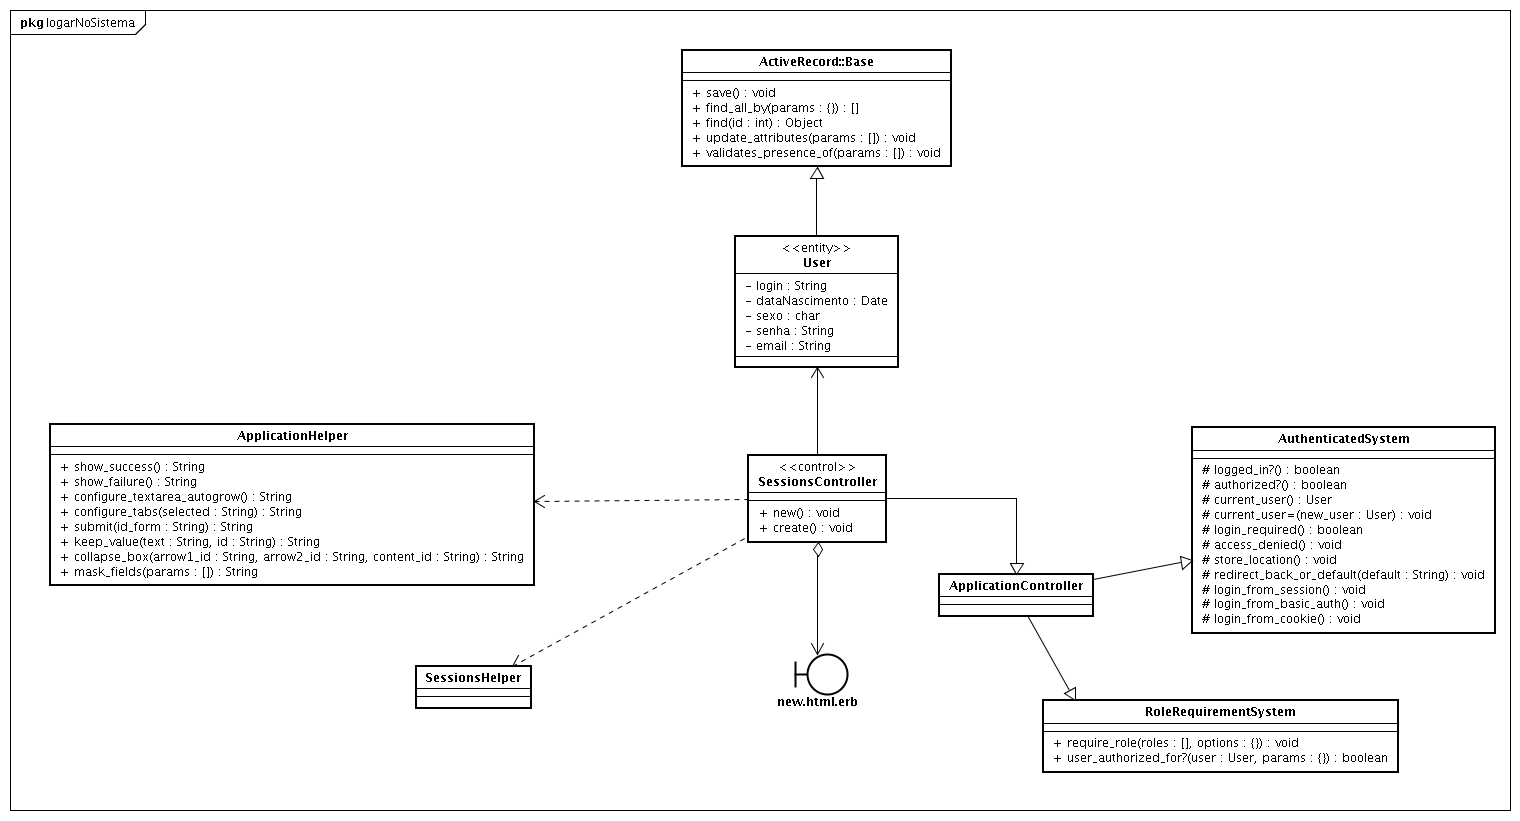 pkg logarNoSistema
ActiveRecord::Base
+ save() : void
+ find_all_by(params : {}) : []
+ find(id : int) : Object
+ update_attributes(params : []) : void
+ validates_presence_of(params : []) : void
<<entity>>
User
- login : String
- dataNascimento : Date
- sexo : char
- senha : String
- email : String
ApplicationHelper
+ show_success() : String
+ show_failure() : String
+ configure_textarea_autogrow() : String
+ configure_tabs(selected : String) : String
+ submit(id_form : String) : String
+ keep_value(text : String, id : String) : String
+ collapse_box(arrow1_id : String, arrow2_id : String, content_id : String) : String
+ mask_fields(params : []) : String
<<control>>
SessionsController
+ new() : void
+ create() : void
AuthenticatedSystem
# logged_in?() : boolean
# authorized?() : boolean
# current_user() : User
# current_user=(new_user : User) : void
# login_required() : boolean
# access_denied() : void
# store_location() : void
# redirect_back_or_default(default : String) : void
# login_from_session() : void
# login_from_basic_auth() : void
# login_from_cookie() : void
ApplicationController
SessionsHelper
new.html.erb
RoleRequirementSystem
+ require_role(roles : [], options : {}) : void
+ user_authorized_for?(user : User, params : {}) : boolean